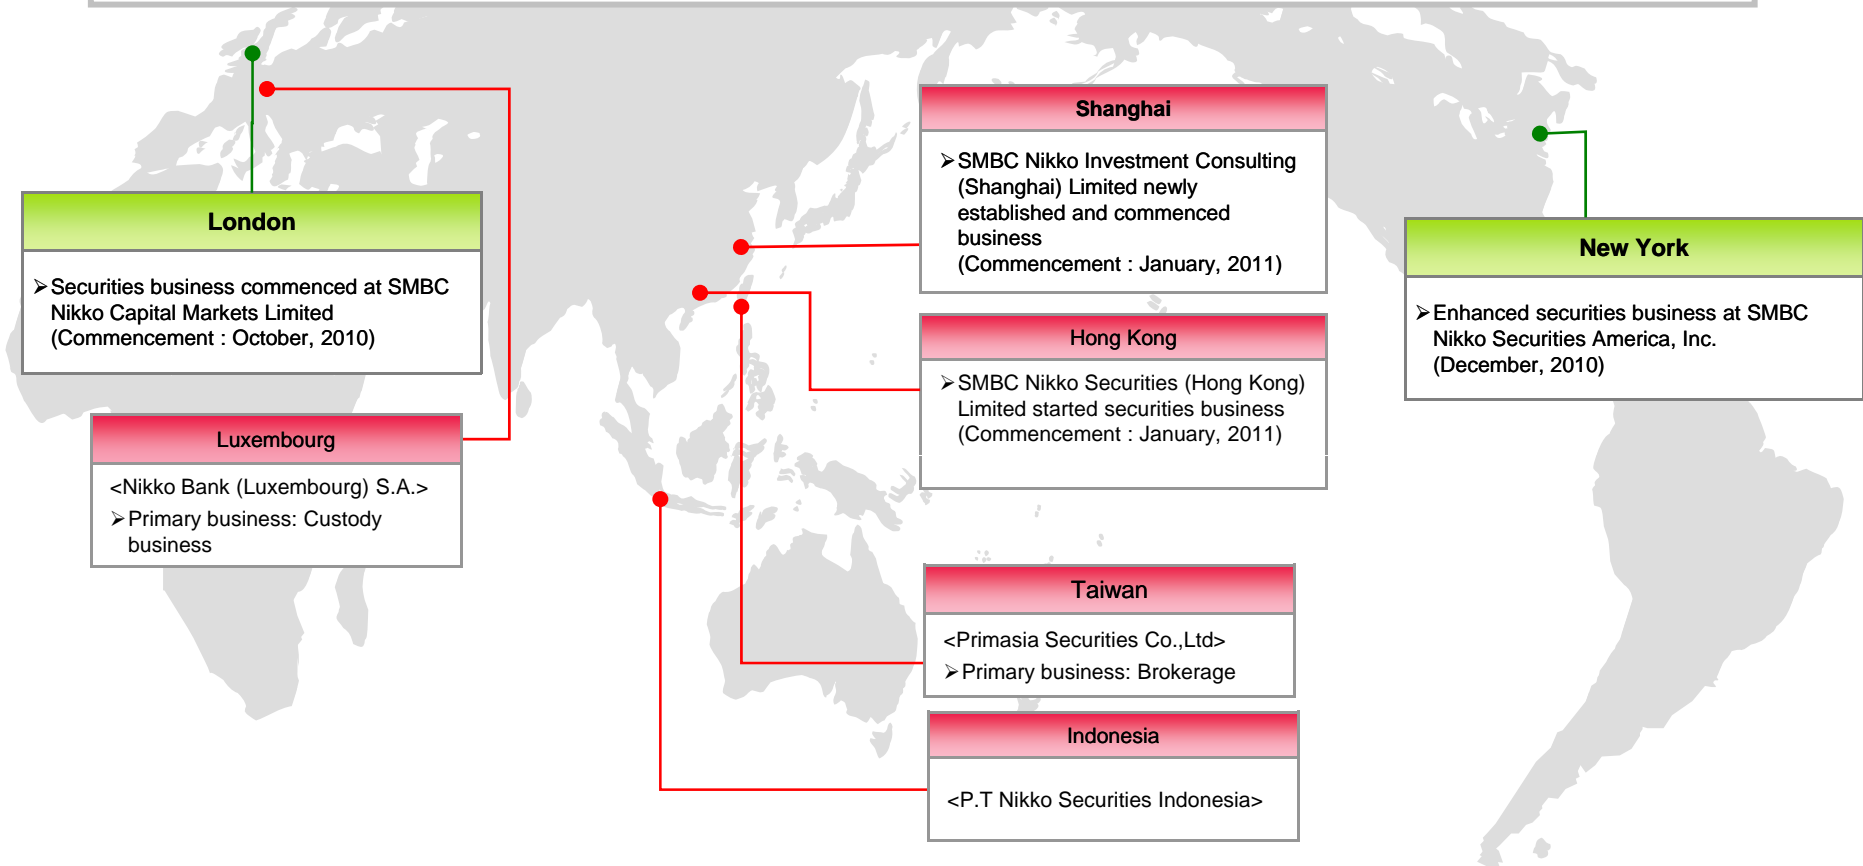 London
➢Securities business commenced at SMBC
Nikko Capital Markets Limited
(Commencement : October, 2010)
Luxembourg
<Nikko Bank (Luxembourg) S.A.>
➢Primary business: Custody
business
Shanghai
➢SMBC Nikko Investment Consulting
(Shanghai) Limited newly
established and commenced
business
(Commencement : January, 2011)
Hong Kong
➢SMBC Nikko Securities (Hong Kong)
Limited started securities business
(Commencement : January, 2011)
Taiwan
<Primasia Securities Co.,Ltd>
➢Primary business: Brokerage
Indonesia
<P.T Nikko Securities Indonesia>
New York
➢Enhanced securities business at SMBC
Nikko Securities America, Inc.
(December, 2010)